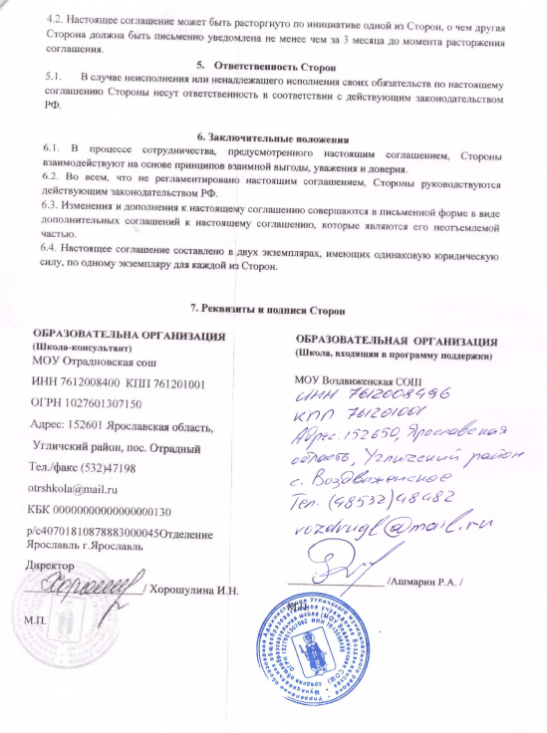 4.2. Настоящее соглашение может быть расторгнуто по инициативе одной из Сторон, о чем другая
Сторона должна быть письменно уведомлена не менее чем за 3 месяца до момента расторжения
соглашения.
5. Ответственность Сторон
5.1. В случае неисполнения или ненадлежащего исполнения своих обязательств по настоящему
соглашению Стороны несут ответственность в соответствии с действующим законодательством
РФ.
6. Заключительные положения
6.1. В процессе сотрудничества, предусмотренного настоящим соглашением, Стороны
взаимодействуют на основе принципов взаимной выгоды, уважения и доверия.
6.2. Во всем, что не регламентировано настоящим соглашением, Стороны руководствуются
действующим законодательством РФ.
6.3. Изменения и дополнения к настоящему соглашению совершаются в письменной форме в виде
дополнительных соглашений к настоящему соглашению, которые являются его неотъемлемой
частью.
6.4. Настоящее соглашение составлено в двух экземплярах, имеющих одинаковую юридическую
силу, по одному экземпляру для каждой из Сторон.
7. Реквизиты и подписи Сторон
ОБРАЗОВАТЕЛЬНА ОРГАНИЗАЦИЯ
(Школа-консультант)
МОУ Отрадновская сош
ИНН 7612008400 КПП 761201001
ОГРН 1027601307150
Адрес: 152601 Ярославская область,
Угличский район, пос. Отрадный
Тел./факс (532)47198
otrshkola@mail.ru
КБК 00000000000000000130
р/с40701810878883000045Отделение
Ярославль г.Ярославль
Директор
/ Хорошулина И.Н.
М.П.
ОБРАЗОВАТЕЛЬНАЯ ОРГАНИЗАЦИЯ
(Школа, входящия в программу поддержки)
МОУ Воздвиженская СОШ
ИНН 7612008496
КПП 761201001
Адрес: 152650, Ярославская
область, Угличский район
с. Воздвиженское
Тел. (48532)48482
vozdvugl@mail.ru
/Ашмарин Р.А. /